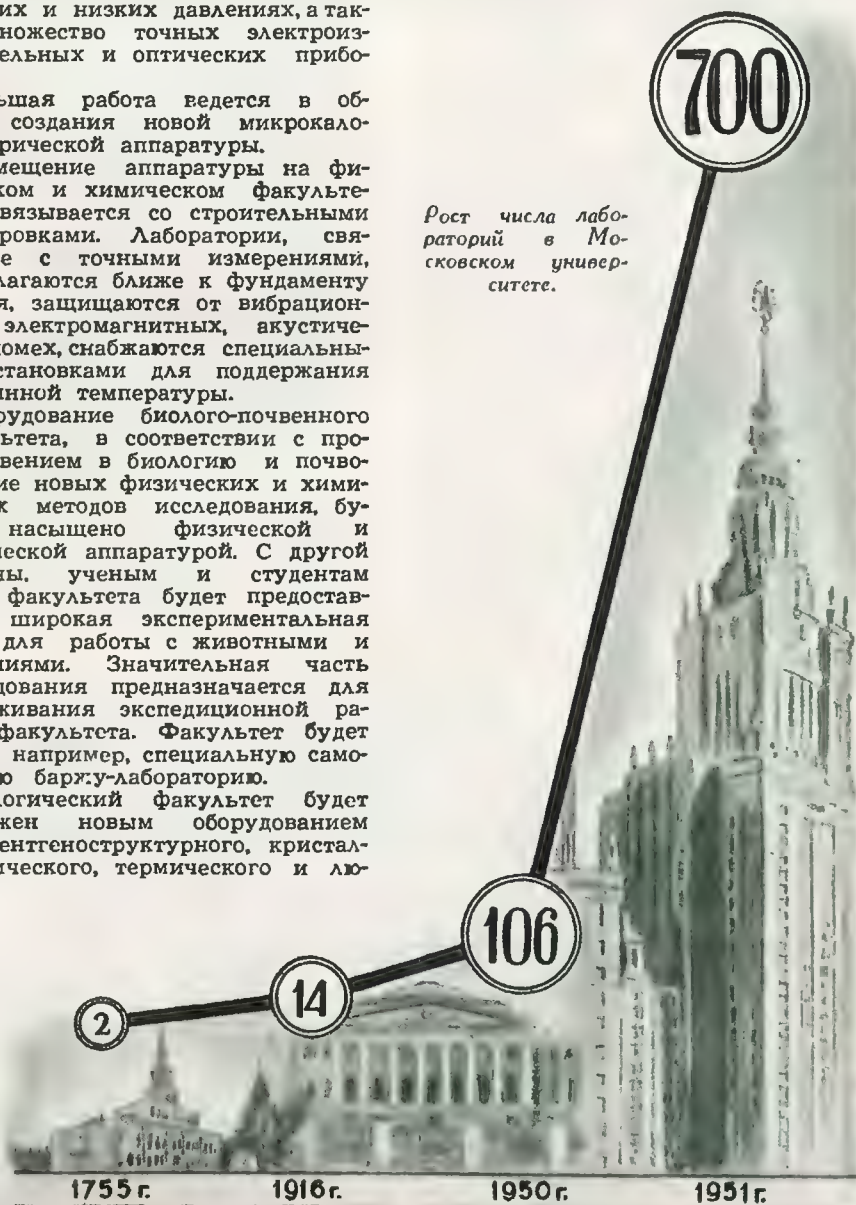 их и низких давлениях, а так-
ножество точных электроиз-
ельных и оптических прибо-
ьшая работа ведется в об-
создания новой микрокало-
рической аппаратуры.
мещение аппаратуры на фи-
ком и химическом факульте-
вязывается со строительными
ровками. Лаборатории, свя-
е с точными измерениями,
лагаются ближе к фундаменту
я, защищаются от вибрацион-
электромагнитных, акустиче-
омех, снабжаются специальны-
становками для поддержания
инной температуры.
рудование биолого-почвенного
ьтета, в соответствии с про-
вением в биологию и почво-
ие новых физических и хими-
х методов исследования, бу-
насыщено физической и
еской аппаратурой. С другой
ны, ученым и студентам
факультета будет предостав-
широкая экспериментальная
для работы с животными и
ниями. Значительная часть
дования предназначается для
живания экспедиционной ра-
факультета. Факультет будет
например, специальную само-
ю баржу-лабораторию.
логический факультет будет
жен новым оборудованием
ентгеноструктурного, кристал-
ического, термического и лю-
Рост числа лабо-
раторий в Мо-
сковском универ-
ситете.
700
106
14
2
1755 г.
1916 г.
1950 г.
1951 г.